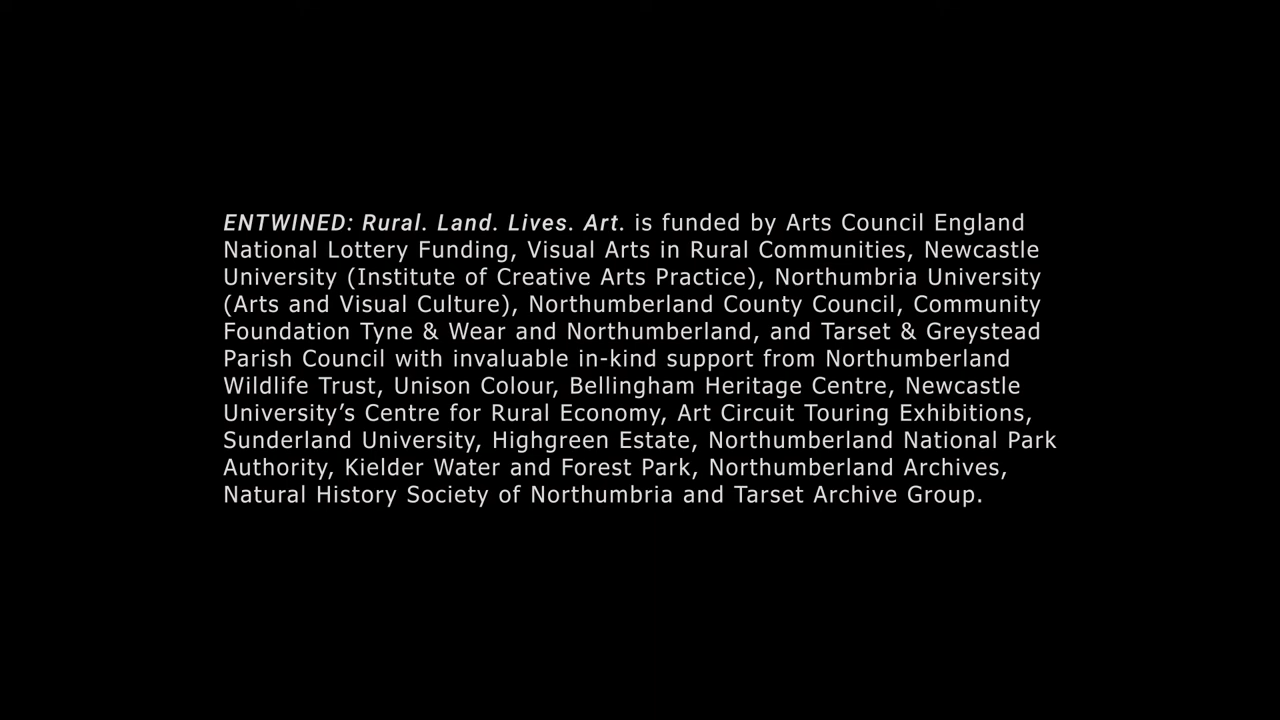 ENTWINED: Rural. Land. Lives. Art. is funded by Arts Council England
National Lottery Funding, Visual Arts in Rural Communities, Newcastle
University (Institute of Creative Arts Practice), Northumbria University
(Arts and Visual Culture), Northumberland County Council, Community
Foundation Tyne & Wear and Northumberland, and Tarset & Greystead
Parish Council with invaluable in-kind support from Northumberland
Wildlife Trust, Unison Colour, Bellingham Heritage Centre, Newcastle
University’s Centre for Rural Economy, Art Circuit Touring Exhibitions,
Sunderland University, Highgreen Estate, Northumberland National Park
Authority, Kielder Water and Forest Park, Northumberland Archives,
Natural History Society of Northumbria and Tarset Archive Group.